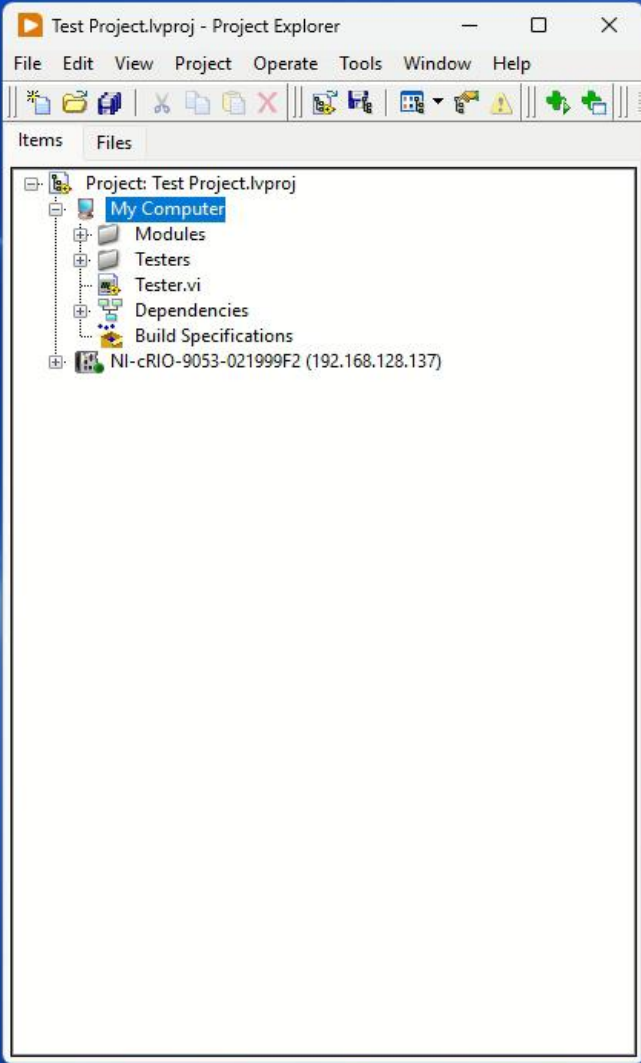 Test Project.lvproj - Project Explorer
File Edit View Project Operate Tools Window Help
Items Files
Project: Test Project.lvproj
My Computer
Modules
Testers
Tester.vi
Dependencies
Build Specifications
NI-cRIO-9053-021999F2 (192.168.128.137)